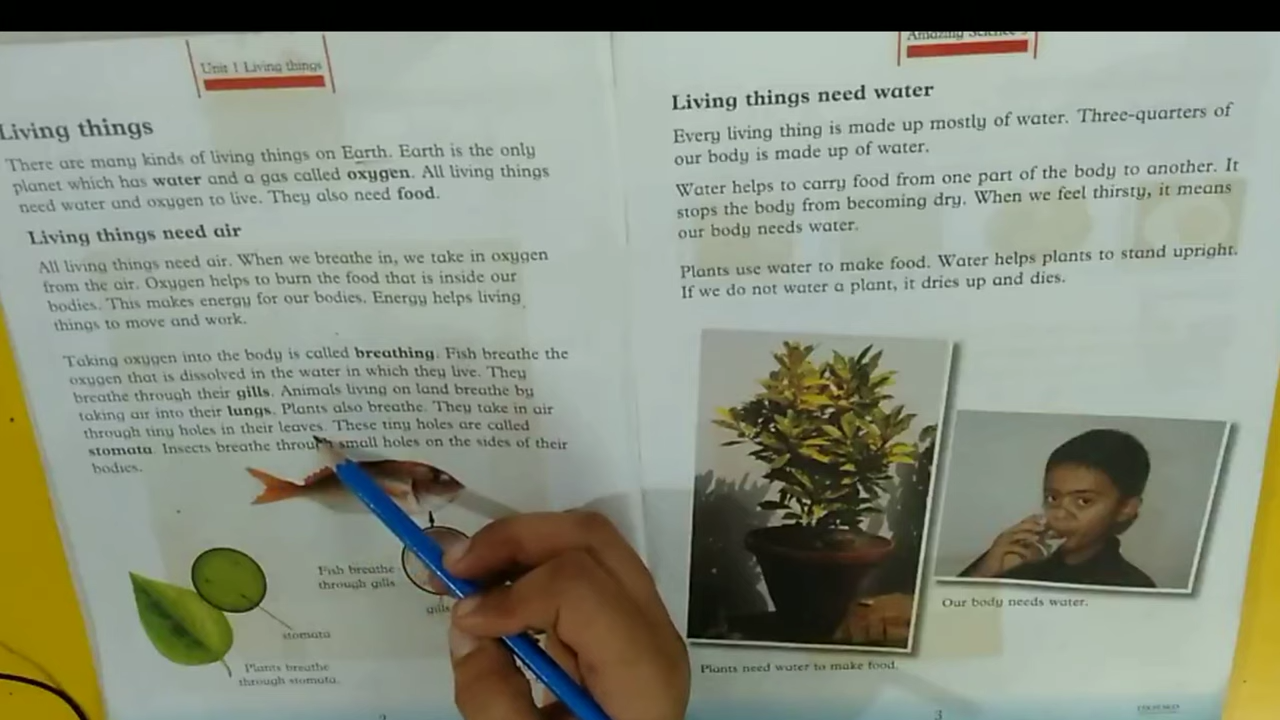 Unit 1 Living things
Living things
There are many kinds of living things on Earth. Earth is the only
planet which has water and a gas called oxygen. All living things
need water and oxygen to live. They also need food.
Living things need air
All living things need air. When we breathe in, we take in oxygen
from the air. Oxygen helps to burn the food that is inside our
bodies. This makes energy for our bodies. Energy helps living
things to move and work.
Taking oxygen into the body is called breathing. Fish breathe the
oxygen that is dissolved in the water in which they live. They
breathe through their gills. Animals living on land breathe by
taking air into their lungs. Plants also breathe. They take in air
through tiny holes in their leaves. These tiny holes are called
stomata. Insects breathe through small holes on the sides of their
bodies.
Fish breathe
through gills
gills
stomata
Plants breathe
through stomata.
Amazing Science
Living things need water
Every living thing is made up mostly of water. Three-quarters of
our body is made up of water.
Water helps to carry food from one part of the body to another. It
stops the body from becoming dry. When we feel thirsty, it means
our body needs water.
Plants use water to make food. Water helps plants to stand upright.
If we do not water a plant, it dries up and dies.
Our body needs water.
Plants need water to make food.
3